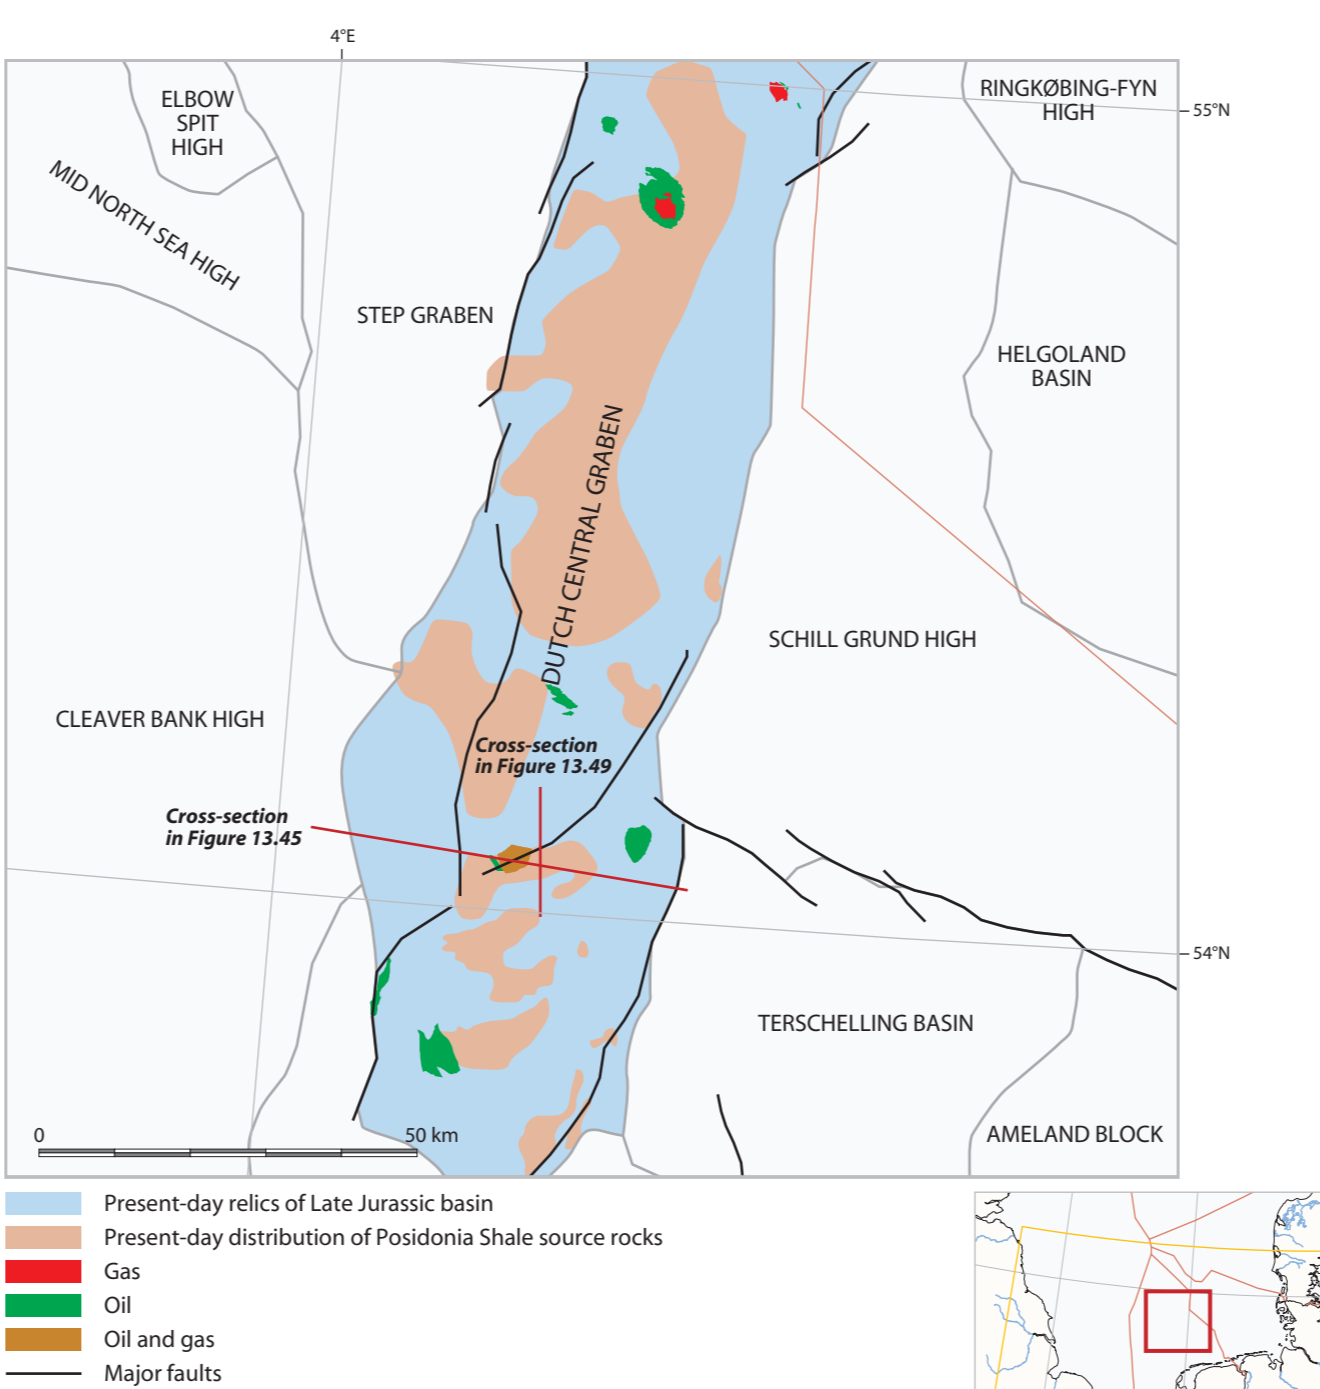 4°E
ELBOW
SPIT
HIGH
RINGKØBING-FYN
HIGH
55°N
MID NORTH SEA HIGH
STEP GRABEN
HELGOLAND
BASIN
DUTCH CENTRAL GRABEN
SCHILL GRUND HIGH
CLEAVER BANK HIGH
Cross-section
in Figure 13.49
Cross-section
in Figure 13.45
54°N
TERSCHELLING BASIN
AMELAND BLOCK
0
50 km
Present-day relics of Late Jurassic basin
Present-day distribution of Posidonia Shale source rocks
Gas
Oil
Oil and gas
Major faults